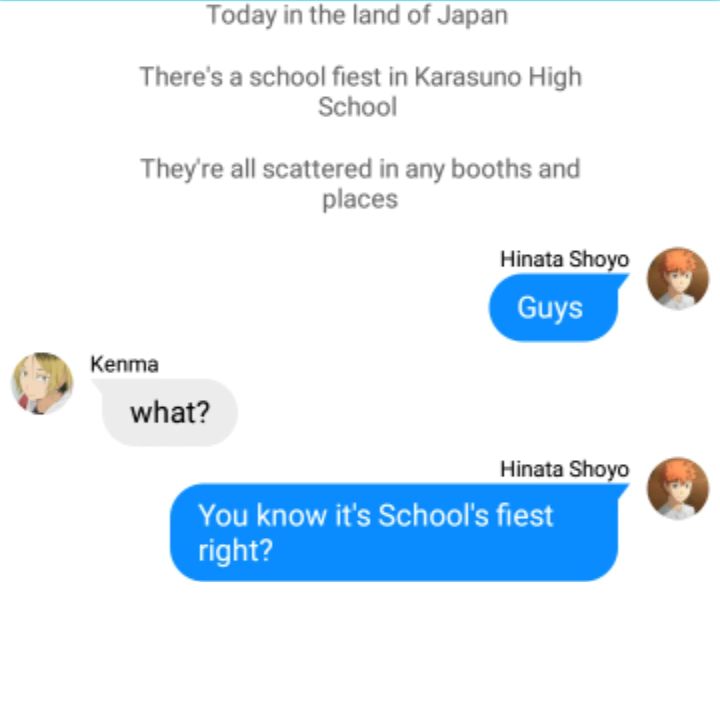 Today in the land of Japan
There's a school fiest in Karasuno High
School
They're all scattered in any booths and
places
Hinata Shoyo
Guys
Kenma
what?
Hinata Shoyo
You know it's School's fiest
right?